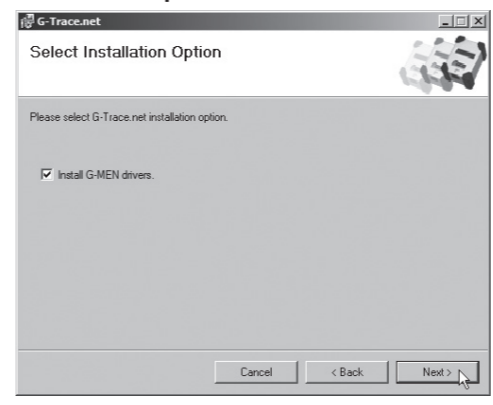 G-Trace.net
Select Installation Option
Please select G-Trace.net installation option.
Install G-MEN drivers.
Cancel
< Back
Next >